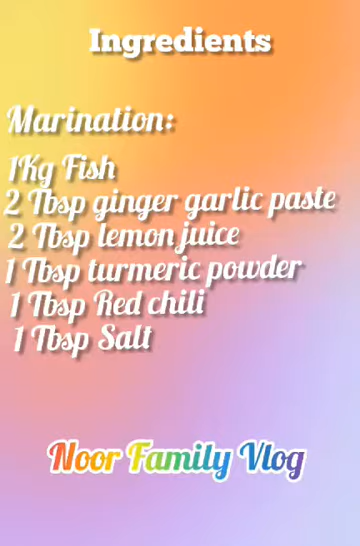 Ingredients
Marination:
1Kg Fish
2 Tbsp ginger garlic paste
2 Tbsp lemon juice
1 Tbsp turmeric powder
1 Tbsp Red chili
1 Tbsp Salt
Noor Family Vlog